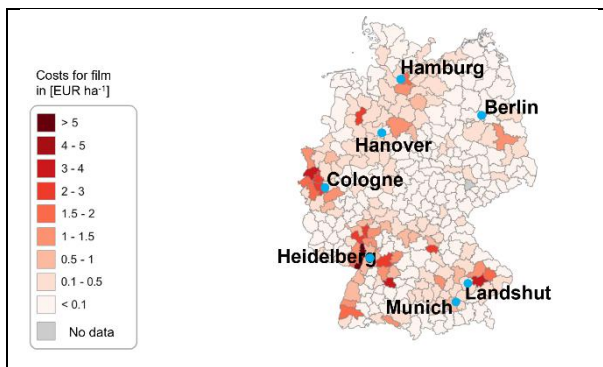 Costs for film
in [EUR ha⁻¹]
> 5
4 - 5
3 - 4
2 - 3
1.5 - 2
1 - 1.5
0.5 - 1
0.1 - 0.5
< 0.1
No data
Hamburg
Berlin
Hanover
Cologne
Heidelberg
Landshut
Munich